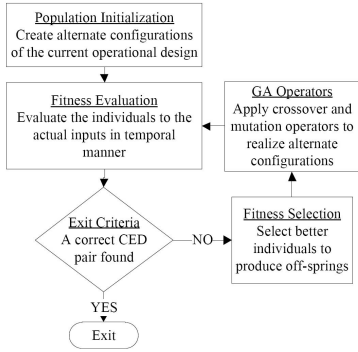 Population Initialization
Create alternate configurations
of the current operational design
Fitness Evaluation
Evaluate the individuals to the
actual inputs in temporal
manner
GA Operators
Apply crossover and
mutation operators to
realize alternate
configurations
Exit Criteria
A correct CED
pair found
NO
Fitness Selection
Select better
individuals to
produce off-springs
YES
Exit